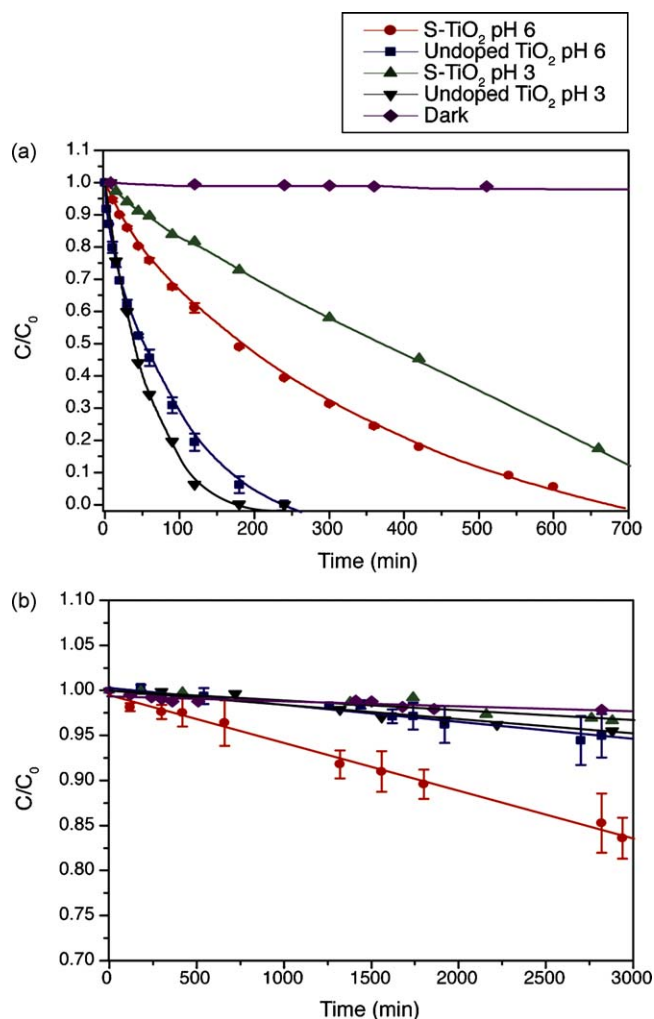 S-TiO₂ pH 6
Undoped TiO₂ pH 6
S-TiO₂ pH 3
Undoped TiO₂ pH 3
Dark
(a)
1.1
1.0
0.9
0.8
0.7
0.6
0.5
0.4
0.3
0.2
0.1
0.0
C/C₀
0 100 200 300 400 500 600 700
Time (min)
(b)
1.10
1.05
1.00
0.95
0.90
0.85
0.80
0.75
0.70
C/C₀
0 500 1000 1500 2000 2500 3000
Time (min)